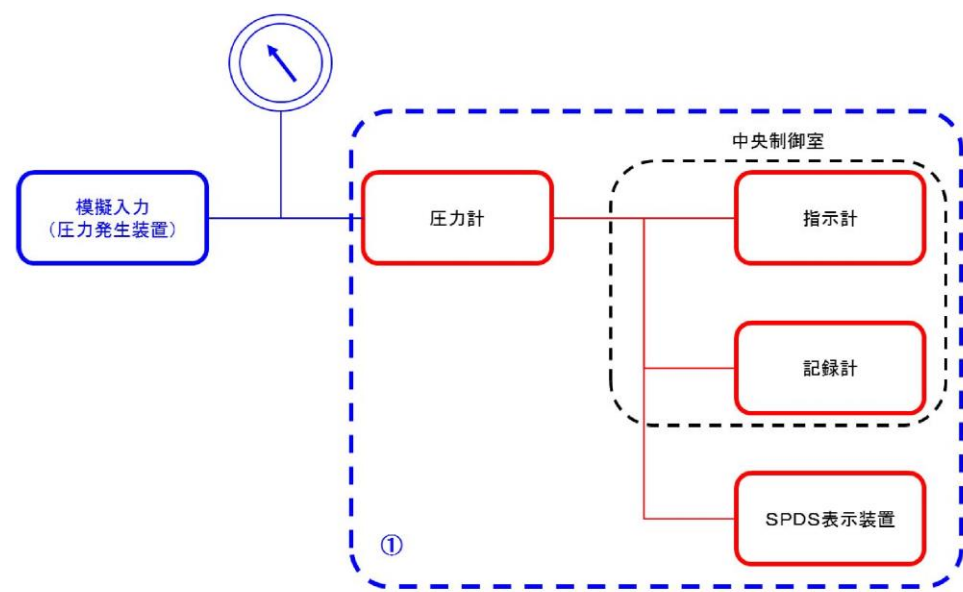 中央制御室
模擬入力
（圧力発生装置）
圧力計
指示計
記録計
SPDS表示装置
①